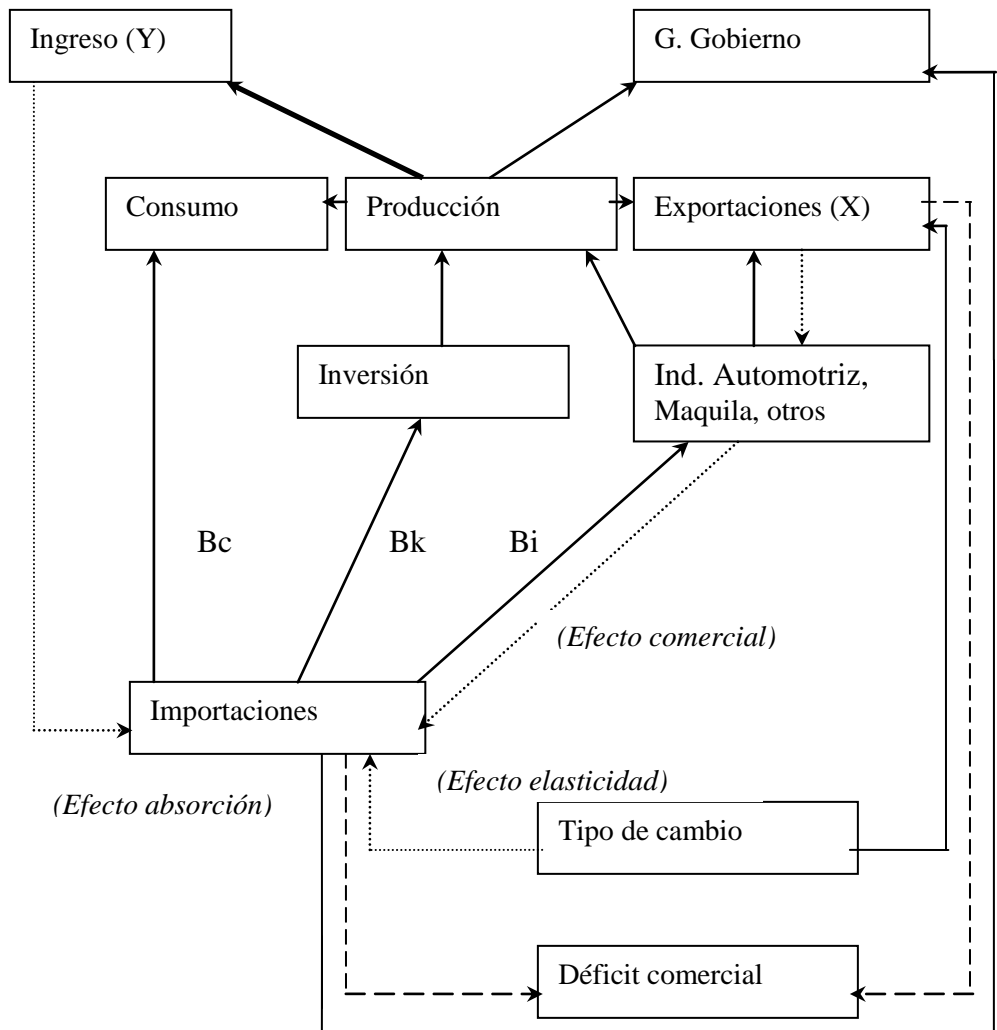 Ingreso (Y)
G. Gobierno
Consumo
Producción
Exportaciones (X)
Inversión
Ind. Automotriz,
Maquila, otros
Bc
Bk
Bi
(Efecto comercial)
Importaciones
(Efecto elasticidad)
(Efecto absorción)
Tipo de cambio
Déficit comercial